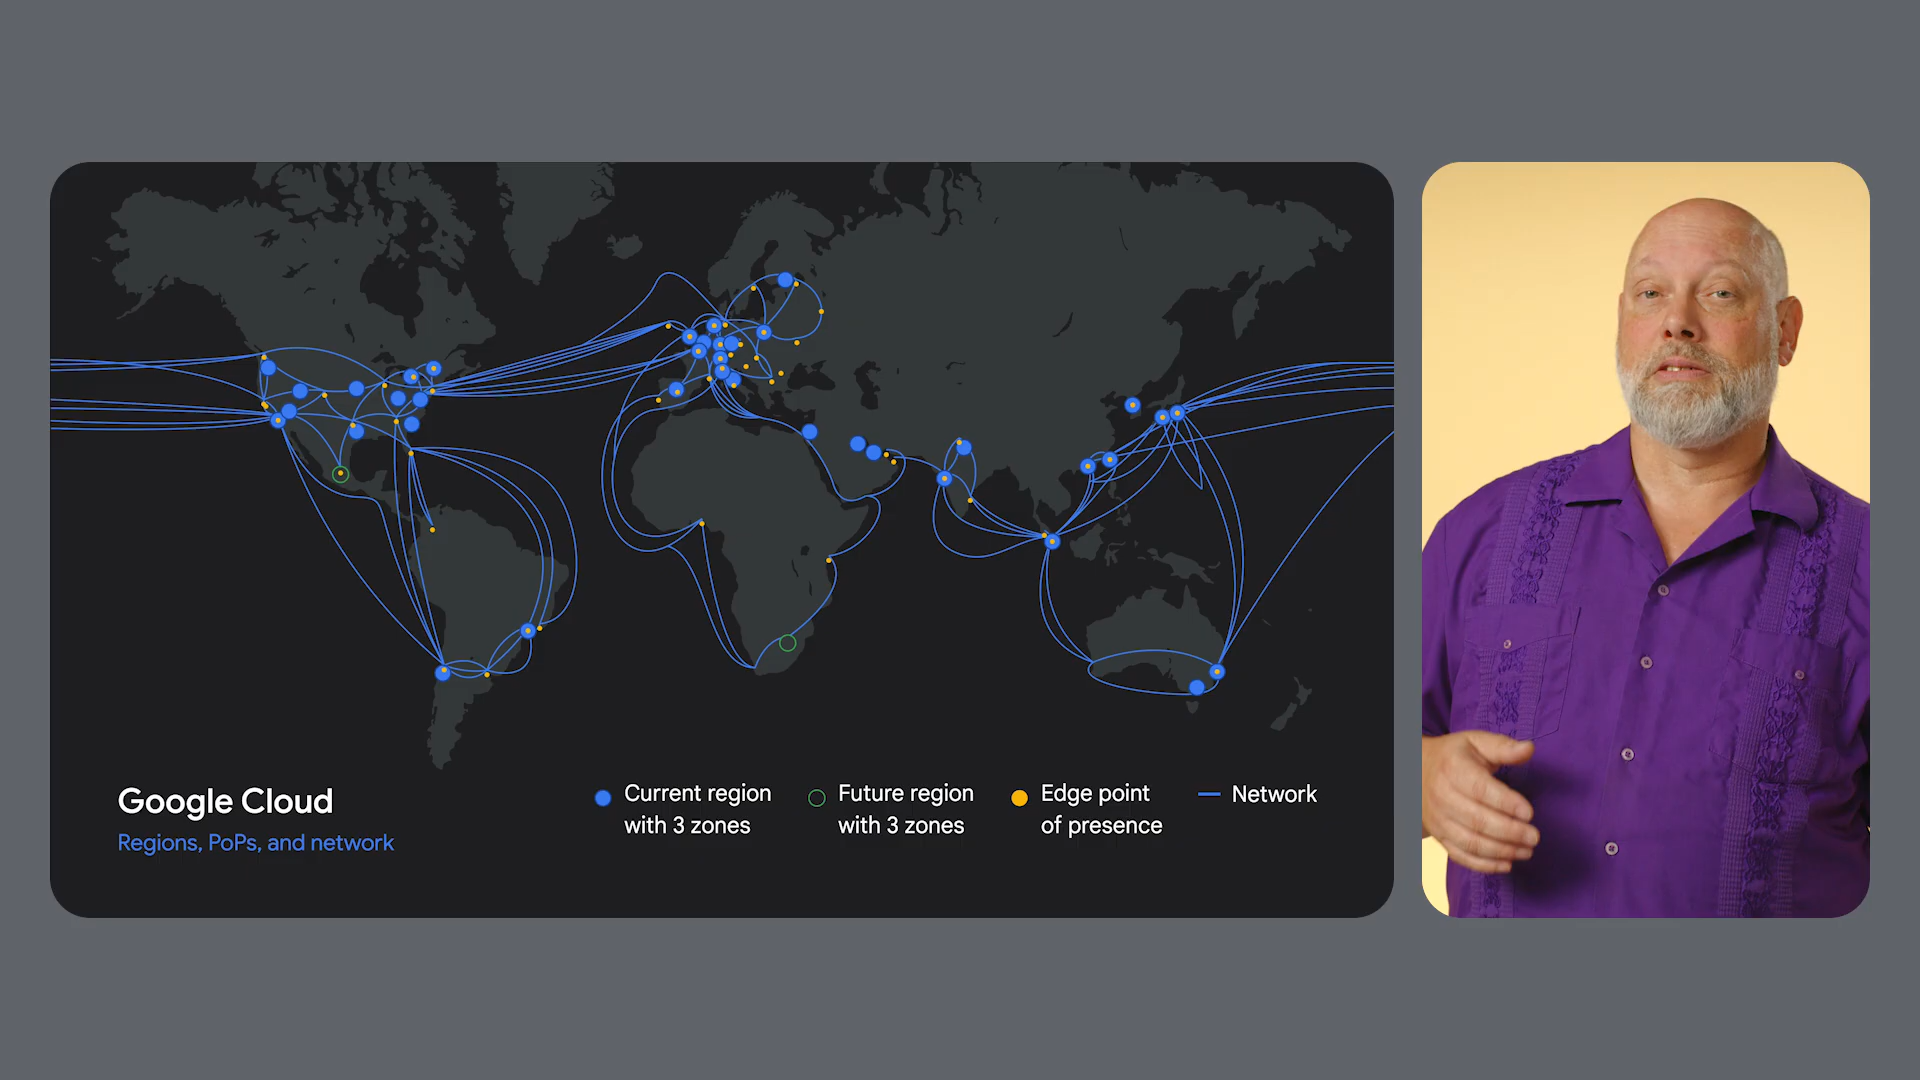 Google Cloud
Regions, PoPs, and network
Current region
with 3 zones
Future region
with 3 zones
Edge point
of presence
Network